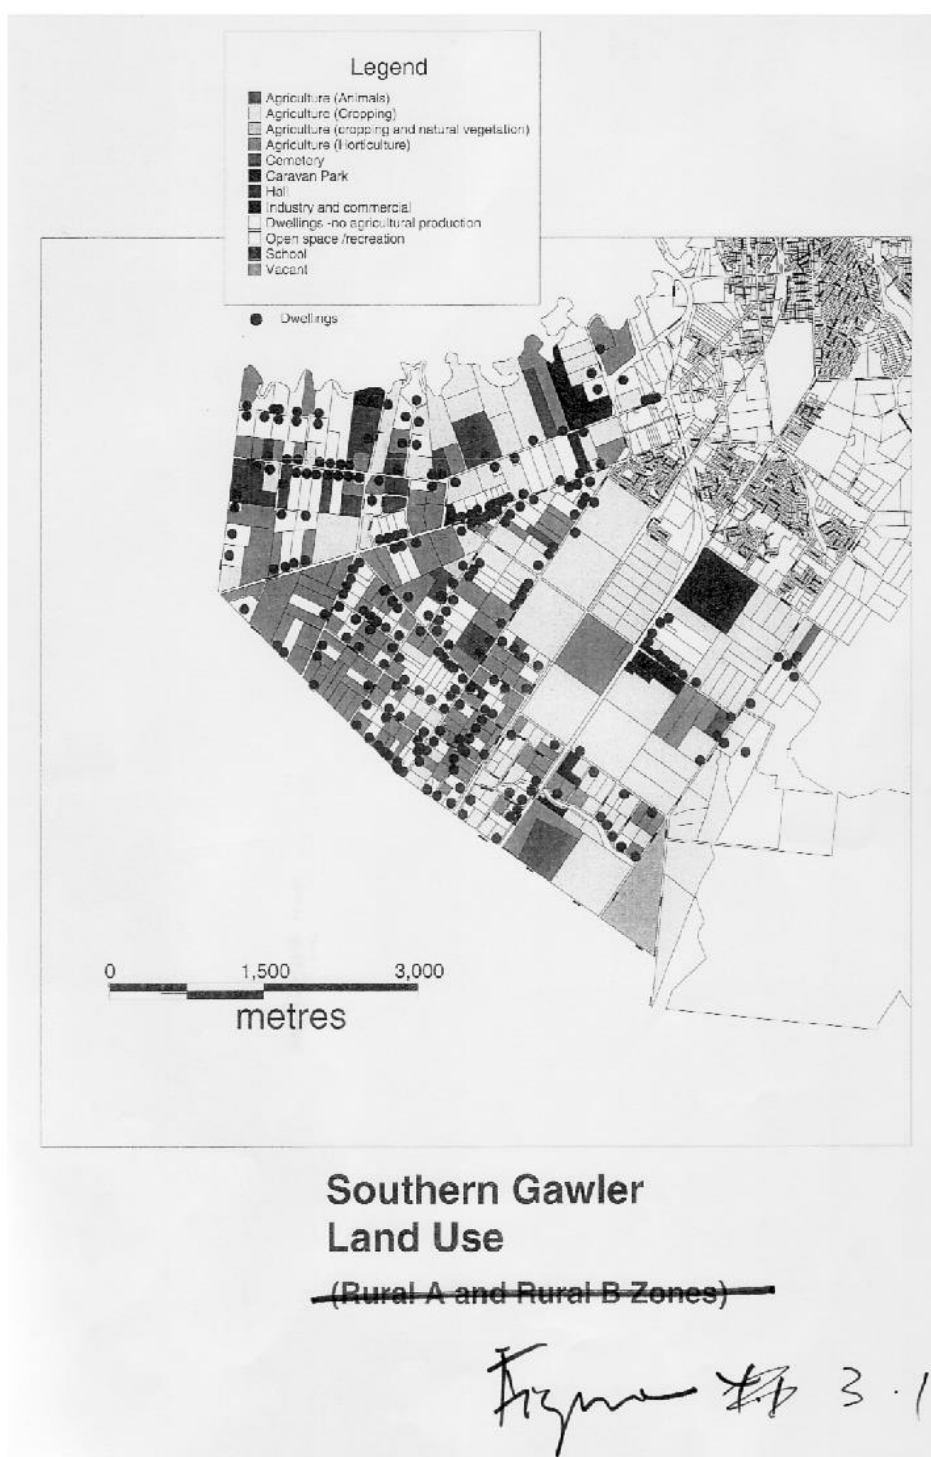 Legend
Agriculture (Animals)
Agriculture (Cropping)
Agriculture (cropping and natural vegetation)
Agriculture (Horticulture)
Cemetery
Caravan Park
Hall
Industry and commercial
Dwellings -no agricultural production
Open space /recreation
School
Vacant
Dwellings
0 1,500 3,000
metres
Southern Gawler
Land Use
(Rural A and Rural B Zones)
Figure 3.1